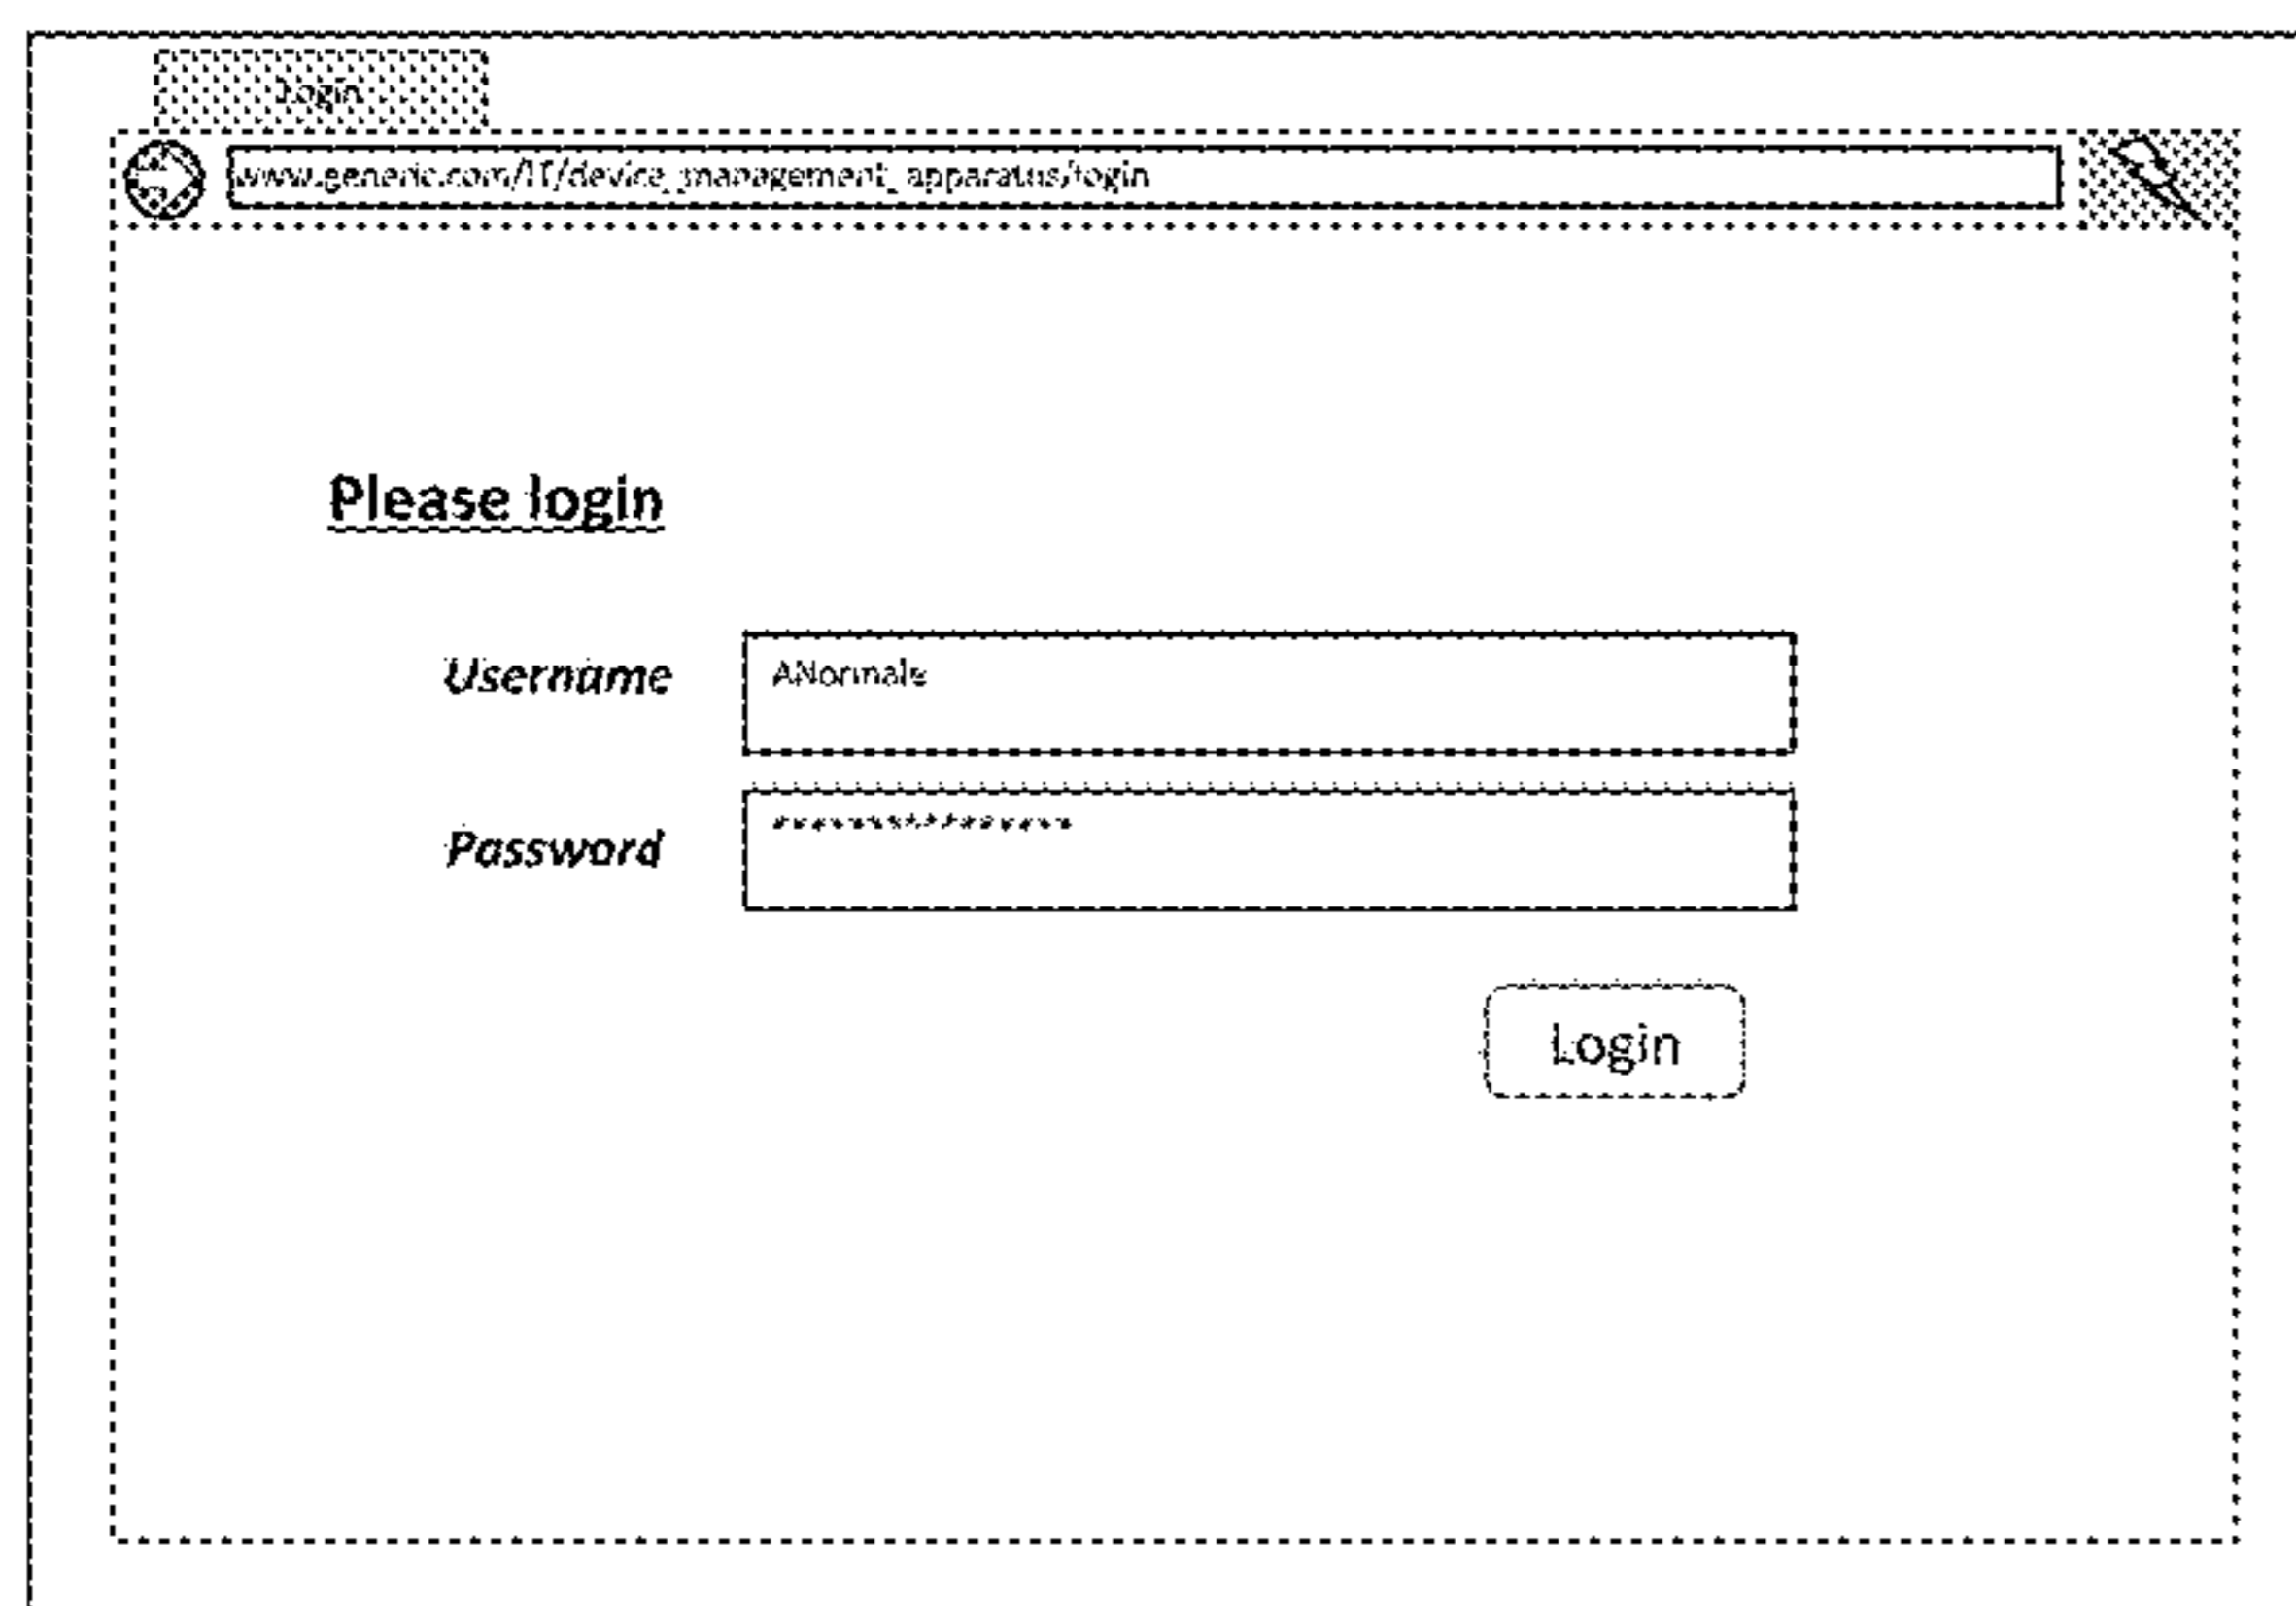 Login
www.generic.com/IT/device_management_apparatus/login
Please login
Username
ANormale
Password
*****************
Login